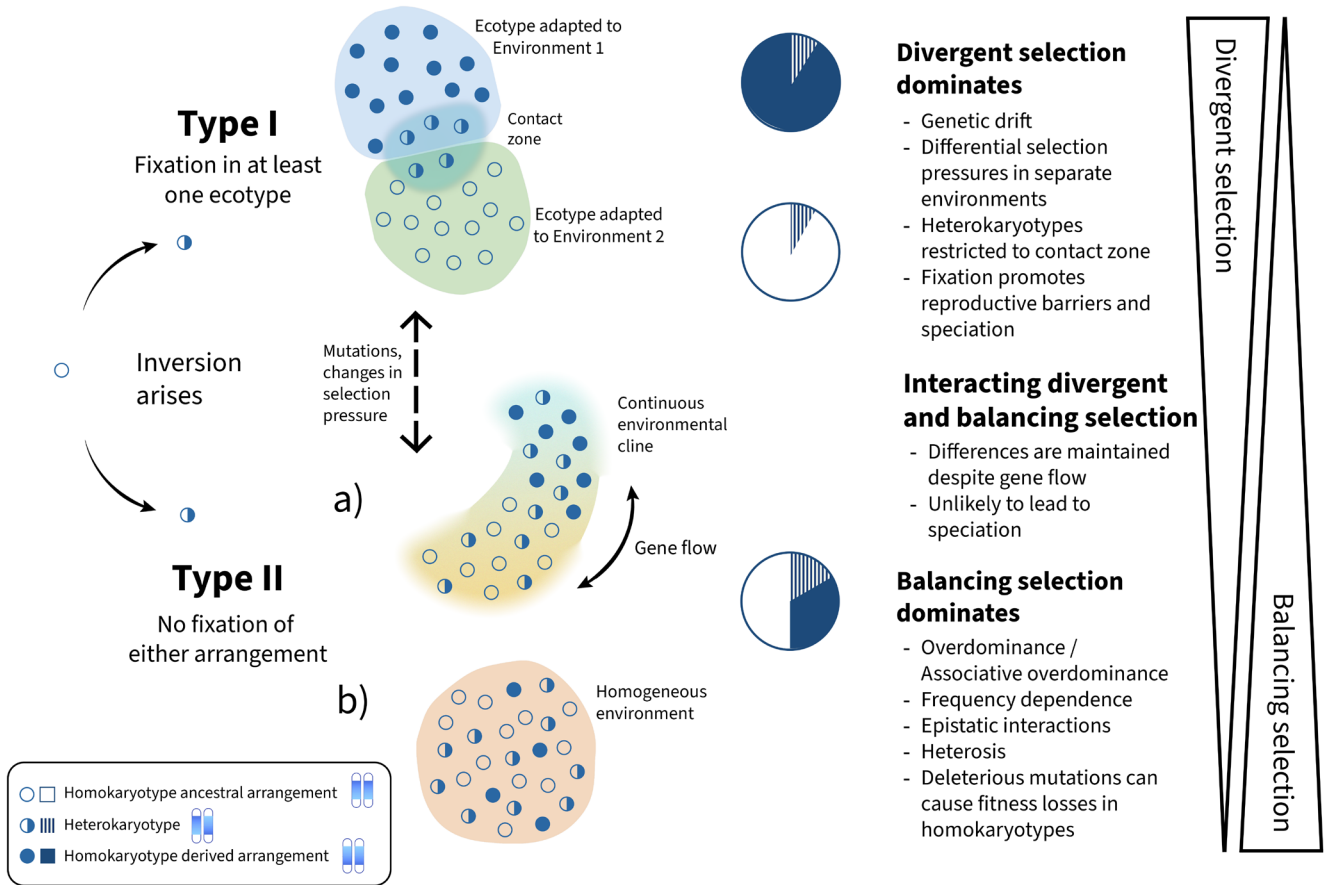 Type I
Fixation in at least
one ecotype
Inversion
arises
Type II
No fixation of
either arrangement
Ecotype adapted to
Environment 1
Contact
zone
Ecotype adapted
to Environment 2
Mutations,
changes in
selection
pressure
a)
Continuous
environmental
cline
Gene flow
b)
Homogeneous
environment
Divergent selection
dominates
- Genetic drift
- Differential selection
pressures in separate
environments
- Heterokaryotypes
restricted to contact zone
- Fixation promotes
reproductive barriers and
speciation
Interacting divergent
and balancing selection
- Differences are maintained
despite gene flow
- Unlikely to lead to
speciation
Balancing selection
dominates
- Overdominance /
Associative overdominance
- Frequency dependence
- Epistatic interactions
- Heterosis
- Deleterious mutations can
cause fitness losses in
homokaryotypes
Divergent selection
Balancing selection
Homokaryotype ancestral arrangement
Heterokaryotype
Homokaryotype derived arrangement